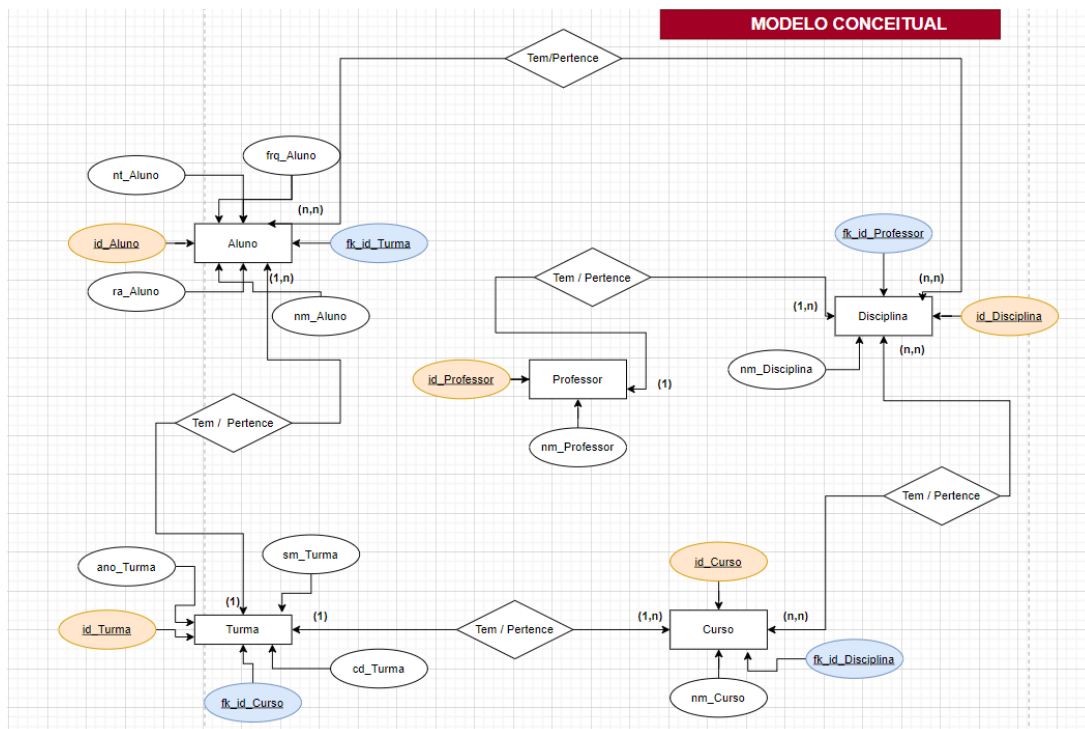 MODELO CONCEITUAL
Tem/Pertence
frq_Aluno
nt_Aluno
(n,n)
id_Aluno
Aluno
fk_id_Turma
fk_id_Professor
(1,n)
Tem / Pertence
(n,n)
ra_Aluno
nm_Aluno
(1,n)
Disciplina
id_Disciplina
(n,n)
nm_Disciplina
id_Professor
Professor
(1)
Tem / Pertence
nm_Professor
Tem / Pertence
ano_Turma
sm_Turma
id_Curso
(1)
(1)
(1,n)
(n,n)
id_Turma
Turma
Tem / Pertence
Curso
cd_Turma
fk_id_Disciplina
fk_id_Curso
nm_Curso